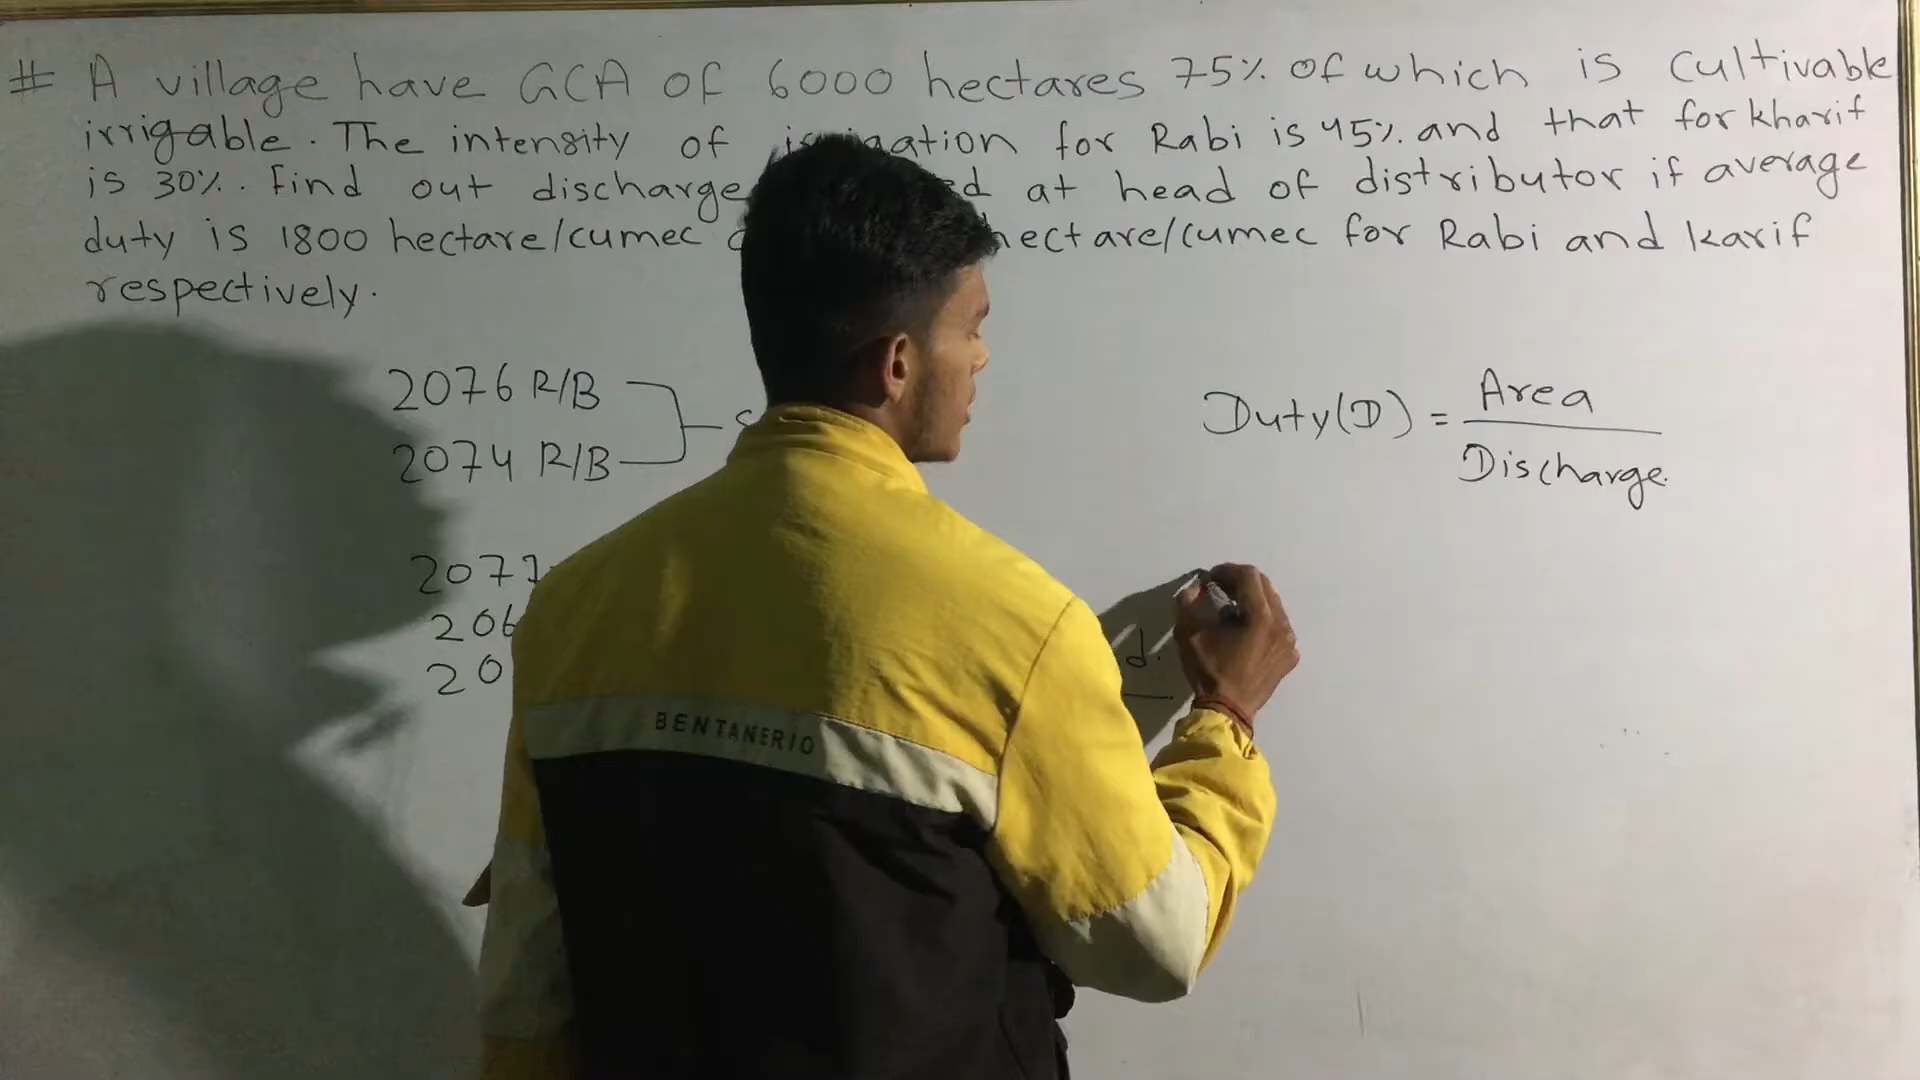 # A village have GCA of 6000 hectares 75% of which is cultivable
irrigable. The intensity of for Rabi is 45% and that for kharif
is 30%. Find out discharge at head of distributor if average
duty is 1800 hectare/cumec hectare/cumec for Rabi and karif
respectively.
2076 R/B
2074 R/B
Duty(D) = Area
Discharge.
BENTANERIO